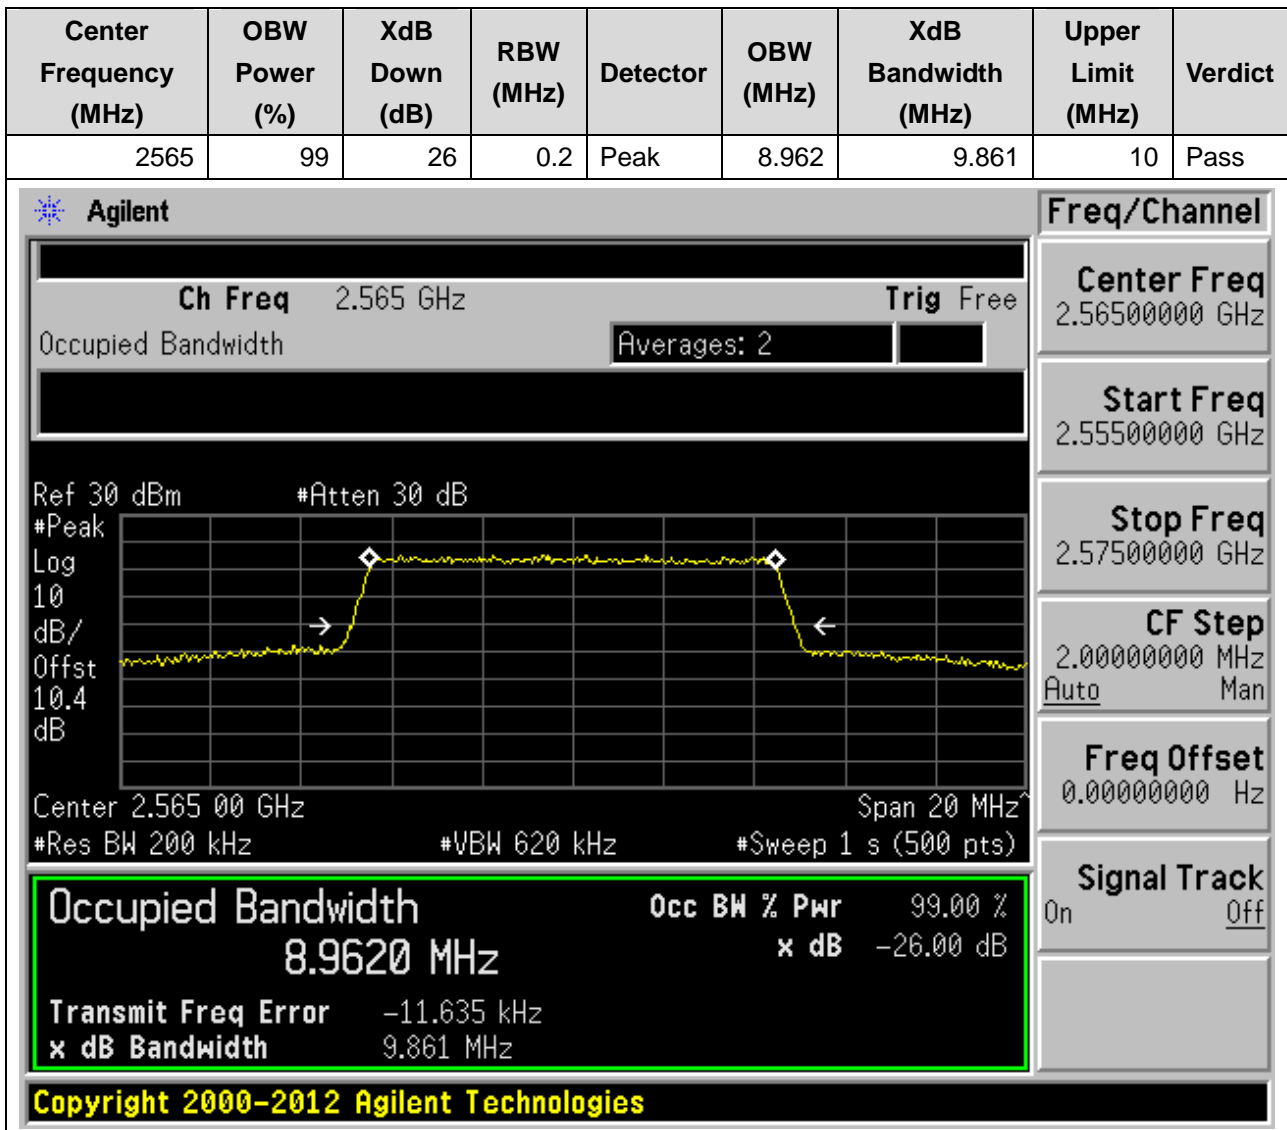 Center Frequency (MHz) OBW Power (%) XdB Down (dB) RBW (MHz) Detector OBW (MHz) XdB Bandwidth (MHz) Upper Limit (MHz) Verdict
2565 99 26 0.2 Peak 8.962 9.861 10 Pass
Agilent
Freq/Channel
Ch Freq 2.565 GHz Trig Free
Occupied Bandwidth Averages: 2
Center Freq
2.56500000 GHz
Start Freq
2.55500000 GHz
Stop Freq
2.57500000 GHz
CF Step
2.00000000 MHz
Auto Man
Freq Offset
0.00000000 Hz
Signal Track
On Off
Ref 30 dBm #Atten 30 dB
#Peak
Log
10
dB/
Offst
10.4
dB
Center 2.565 00 GHz Span 20 MHz^
#Res BW 200 kHz #VBW 620 kHz #Sweep 1 s (500 pts)
Occupied Bandwidth Occ BW % Pwr 99.00 %
8.9620 MHz x dB -26.00 dB
Transmit Freq Error -11.635 kHz
x dB Bandwidth 9.861 MHz
Copyright 2000-2012 Agilent Technologies